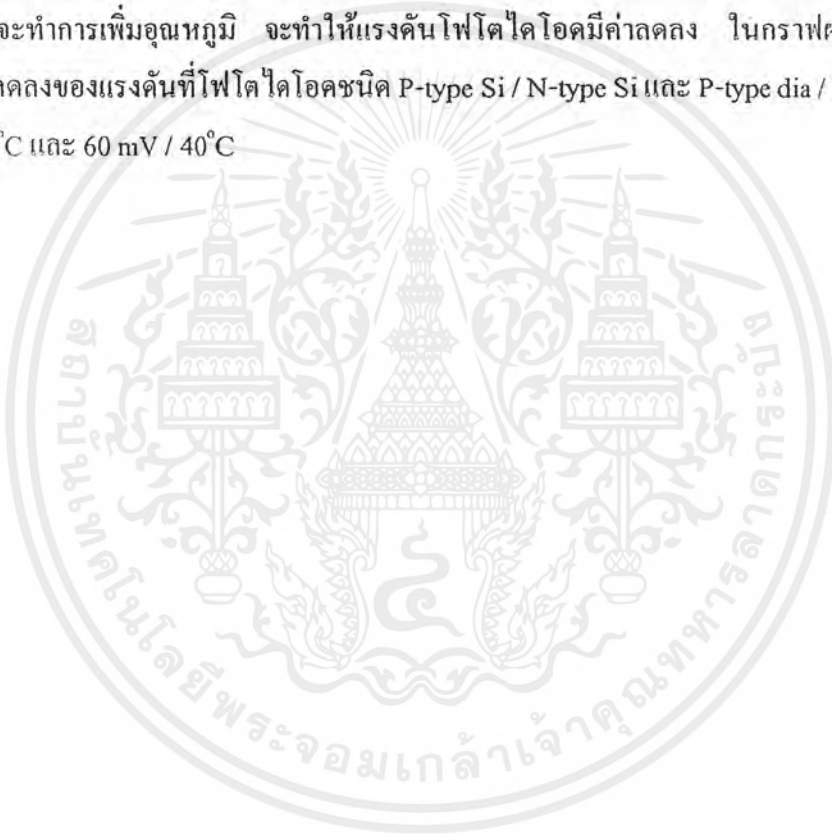 จะทำการเพิ่มอุณหภูมิ จะทำให้แรงดันโฟโตไดโอดมีค่าลดลง ในกราฟ
ลดลงของแรงดันที่โฟโตไดโอดชนิด P-type Si / N-type Si และ P-type dia /
°C และ 60 mV / 40°C
สถาบันเทคโนโลยีพระจอมเกล้าเจ้าคุณทหารลาดกระบัง